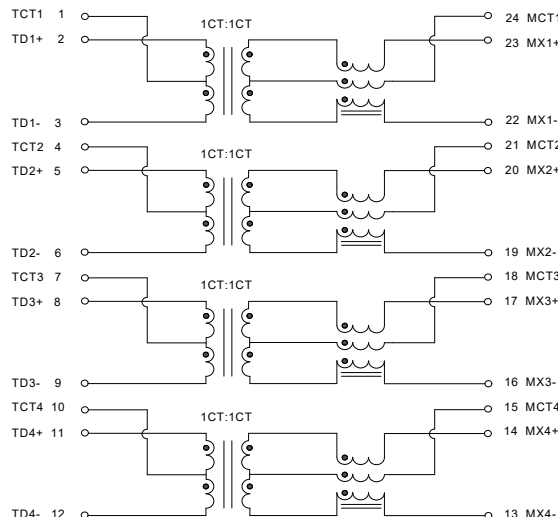 TCT1 1 24 MCT1
1CT:1CT
TD1+ 2 23 MX1+
TD1- 3 22 MX1-
TCT2 4 21 MCT2
1CT:1CT
TD2+ 5 20 MX2+
TD2- 6 19 MX2-
TCT3 7 18 MCT3
1CT:1CT
TD3+ 8 17 MX3+
TD3- 9 16 MX3-
TCT4 10 15 MCT4
1CT:1CT
TD4+ 11 14 MX4+
TD4- 12 13 MX4-